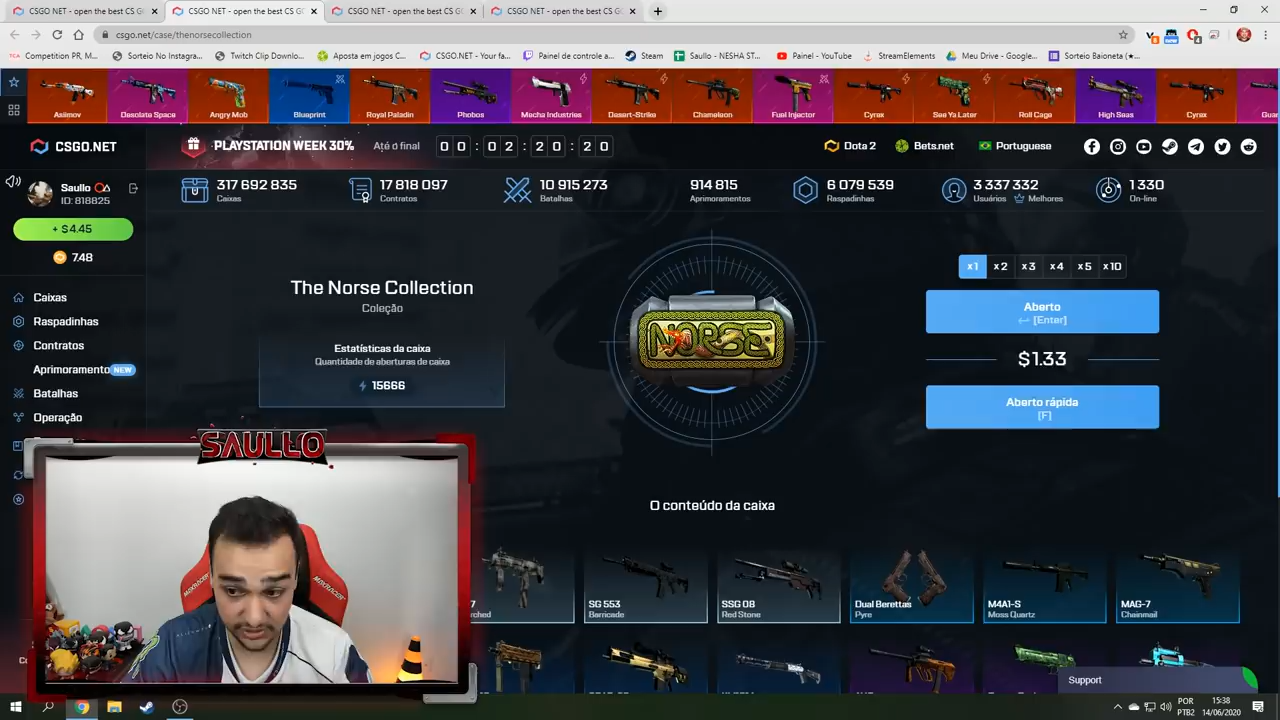 CSGO.NET - open the best CS G
CSGO.NET - open the best CS GO
CSGO.NET - open the best CS GO
CSGO.NET - open the best CS GO
csgo.net/case/thenorsecollection
Competition PR, Mans
Sorteio No Instagra...
Twitch Clip Downlo...
Aposta em jogos C...
CSGO.NET - Your fa...
Painel de controle a...
Steam
Saullo - NESHA ST...
Painel - YouTube
StreamElements
Meu Drive - Google...
Sorteio Baineta (★...
Asiimov
Desolate Space
Angry Mob
Blueprint
Royal Paladin
Phobos
Mecha Industries
Desert-Strike
Chameleon
Fuel Injector
Cyrex
See Ya Later
Roll Cage
High Seas
Cyrex
CSGO.NET
PLAYSTATION WEEK 30%
Até o final
0 0 : 0 2 : 2 0 : 2 0
Dota 2
Bets.net
Portuguese
Saullo
ID: 818825
+ $4.45
7.48
317 692 835
Caixas
17 818 097
Contratos
10 915 273
Batalhas
914 815
Aprimoramentos
6 079 539
Raspadinhas
3 337 332
Usuários
Melhores
1 330
On-line
Caixas
Raspadinhas
Contratos
Aprimoramento NEW
Batalhas
Operação
The Norse Collection
Coleção
Estatísticas da caixa
Quantidade de aberturas de caixa
15666
NORSE
x1 x2 x3 x4 x5 x10
Aberto
[Enter]
$1.33
Aberto rápida
[F]
O conteúdo da caixa
SAULLO
MAXRACER
MAXRACER
SG 553
Barricade
SSG 08
Red Stone
Dual Berettas
Pyre
M4A1-S
Moss Quartz
MAG-7
Chainmail
Support
POR
PTB2
15:38
14/06/2020